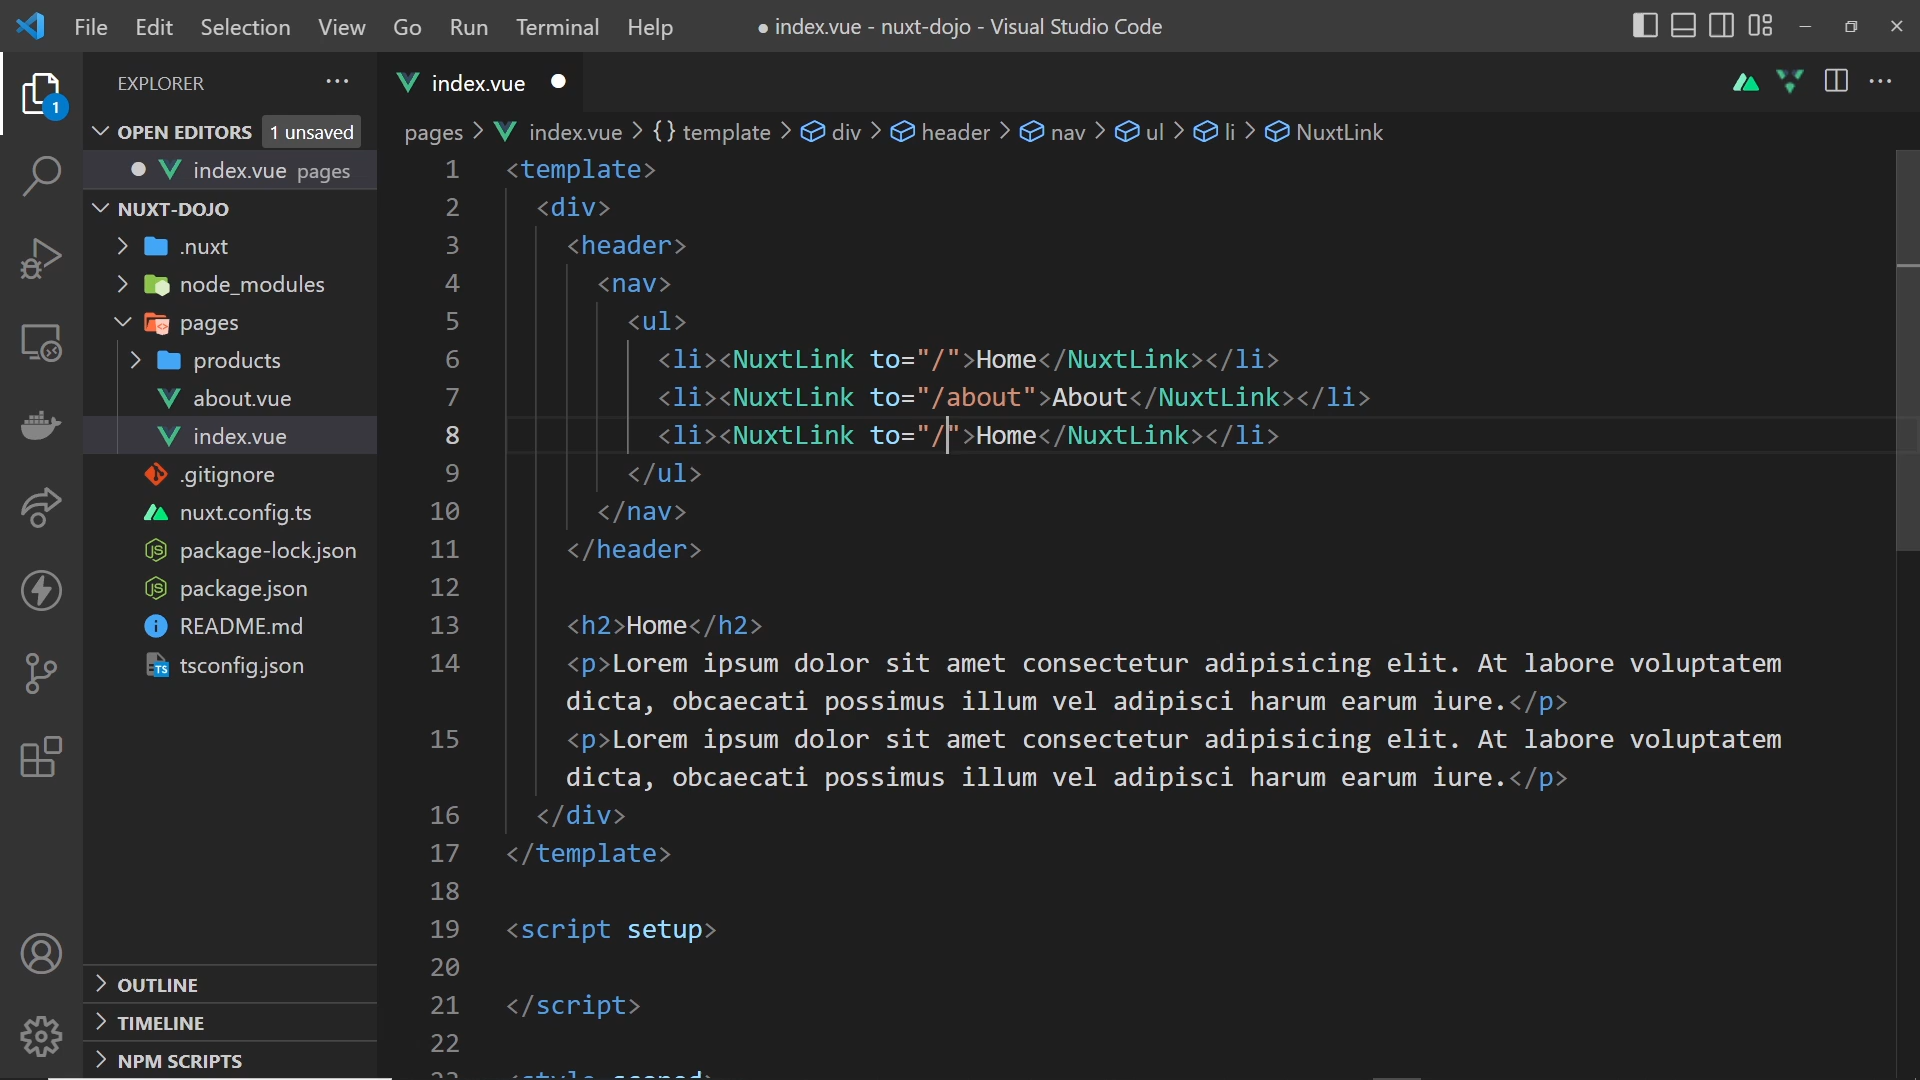 File Edit Selection View Go Run Terminal Help ● index.vue - nuxt-dojo - Visual Studio Code
EXPLORER ...
index.vue
1
OPEN EDITORS 1 unsaved
index.vue pages
NUXT-DOJO
.nuxt
node_modules
pages
products
about.vue
index.vue
.gitignore
nuxt.config.ts
package-lock.json
package.json
README.md
tsconfig.json
OUTLINE
TIMELINE
NPM SCRIPTS
pages > index.vue > {} template > div > header > nav > ul > li > NuxtLink
1 <template>
2 <div>
3 <header>
4 <nav>
5 <ul>
6 <li><NuxtLink to="/">Home</NuxtLink></li>
7 <li><NuxtLink to="/about">About</NuxtLink></li>
8 <li><NuxtLink to="/">Home</NuxtLink></li>
9 </ul>
10 </nav>
11 </header>
12
13 <h2>Home</h2>
14 <p>Lorem ipsum dolor sit amet consectetur adipisicing elit. At labore voluptatem
dicta, obcaecati possimus illum vel adipisci harum earum iure.</p>
15 <p>Lorem ipsum dolor sit amet consectetur adipisicing elit. At labore voluptatem
dicta, obcaecati possimus illum vel adipisci harum earum iure.</p>
16 </div>
17 </template>
18
19 <script setup>
20
21 </script>
22
23 <style scoped>